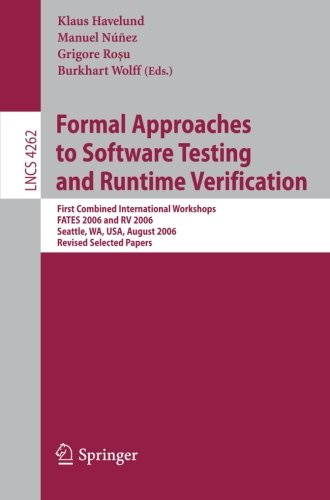 Klaus Havelund
Manuel Núñez
Grigore Roşu
Burkhart Wolff (Eds.)
LNCS 4262
Formal Approaches
to Software Testing
and Runtime Verification
First Combined International Workshops
FATES 2006 and RV 2006
Seattle, WA, USA, August 2006
Revised Selected Papers
Springer